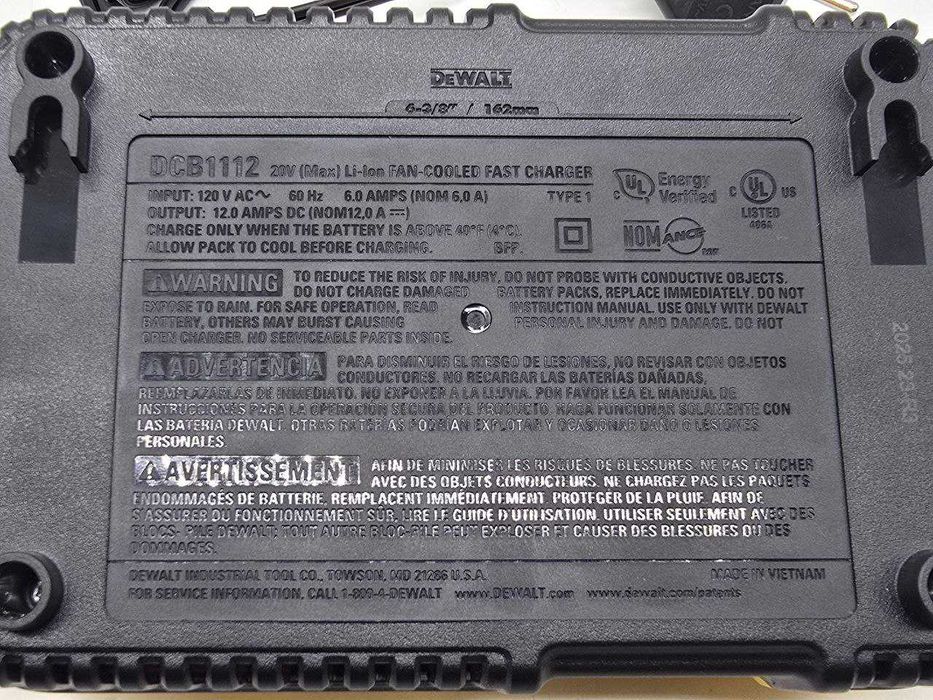 DEWALT
6-3/8" / 162mm
DCB1112 20V (Max) Li-Ion FAN-COOLED FAST CHARGER
INPUT: 120 V AC~ 60 Hz 6.0 AMPS (NOM 6,0 A) TYPE 1
OUTPUT: 12.0 AMPS DC (NOM12,0 A ⎓)
CHARGE ONLY WHEN THE BATTERY IS ABOVE 40°F (4°C).
ALLOW PACK TO COOL BEFORE CHARGING. BFP.
C UL Energy Verified
C UL US LISTED
NOM ANCE
WARNING TO REDUCE THE RISK OF INJURY, DO NOT PROBE WITH CONDUCTIVE OBJECTS,
DO NOT CHARGE DAMAGED BATTERY PACKS, REPLACE IMMEDIATELY. DO NOT
EXPOSE TO RAIN. FOR SAFE OPERATION, READ INSTRUCTION MANUAL. USE ONLY WITH DEWALT
BATTERY, OTHERS MAY BURST CAUSING PERSONAL INJURY AND DAMAGE. DO NOT
OPEN CHARGER. NO SERVICEABLE PARTS INSIDE.
ADVERTENCIA PARA DISMINUIR EL RIESGO DE LESIONES, NO REVISAR CON OBJETOS
CONDUCTORES. NO RECARGAR LAS BATERÍAS DAÑADAS,
REEMPLAZARLAS DE INMEDIATO. NO EXPONER A LA LLUVIA. POR FAVOR LEA EL MANUAL DE
INSTRUCCIONES PARA LA OPERACIÓN SEGURA DEL PRODUCTO. HAGA FUNCIONAR SOLAMENTE CON
LAS BATERÍA DEWALT. OTRAS BATERÍAS PODRÍAN EXPLOTAR Y OCASIONAR DAÑO O LESIONES
PERSONALES.
AVERTISSEMENT AFIN DE MINIMISER LES RISQUES DE BLESSURES, NE PAS TOUCHER
AVEC DES OBJETS CONDUCTEURS. NE CHARGEZ PAS LES PAQUETS
ENDOMMAGÉS DE BATTERIE, REMPLACENT IMMÉDIATEMENT. PROTÉGER DE LA PLUIE. AFIN DE
S'ASSURER DU FONCTIONNEMENT SÛR, LIRE LE GUIDE D'UTILISATION. UTILISER SEULEMENT AVEC DES
BLOCS- PILE DEWALT; TOUT AUTRE BLOC-PILE PEUT EXPLOSER ET CAUSER DES BLESSURES OU DES
DOMMAGES.
DEWALT INDUSTRIAL TOOL CO., TOWSON, MD 21286 U.S.A. MADE IN VIETNAM
FOR SERVICE INFORMATION, CALL 1-800-4-DEWALT www.DEWALT.com www.dewalt.com/patents